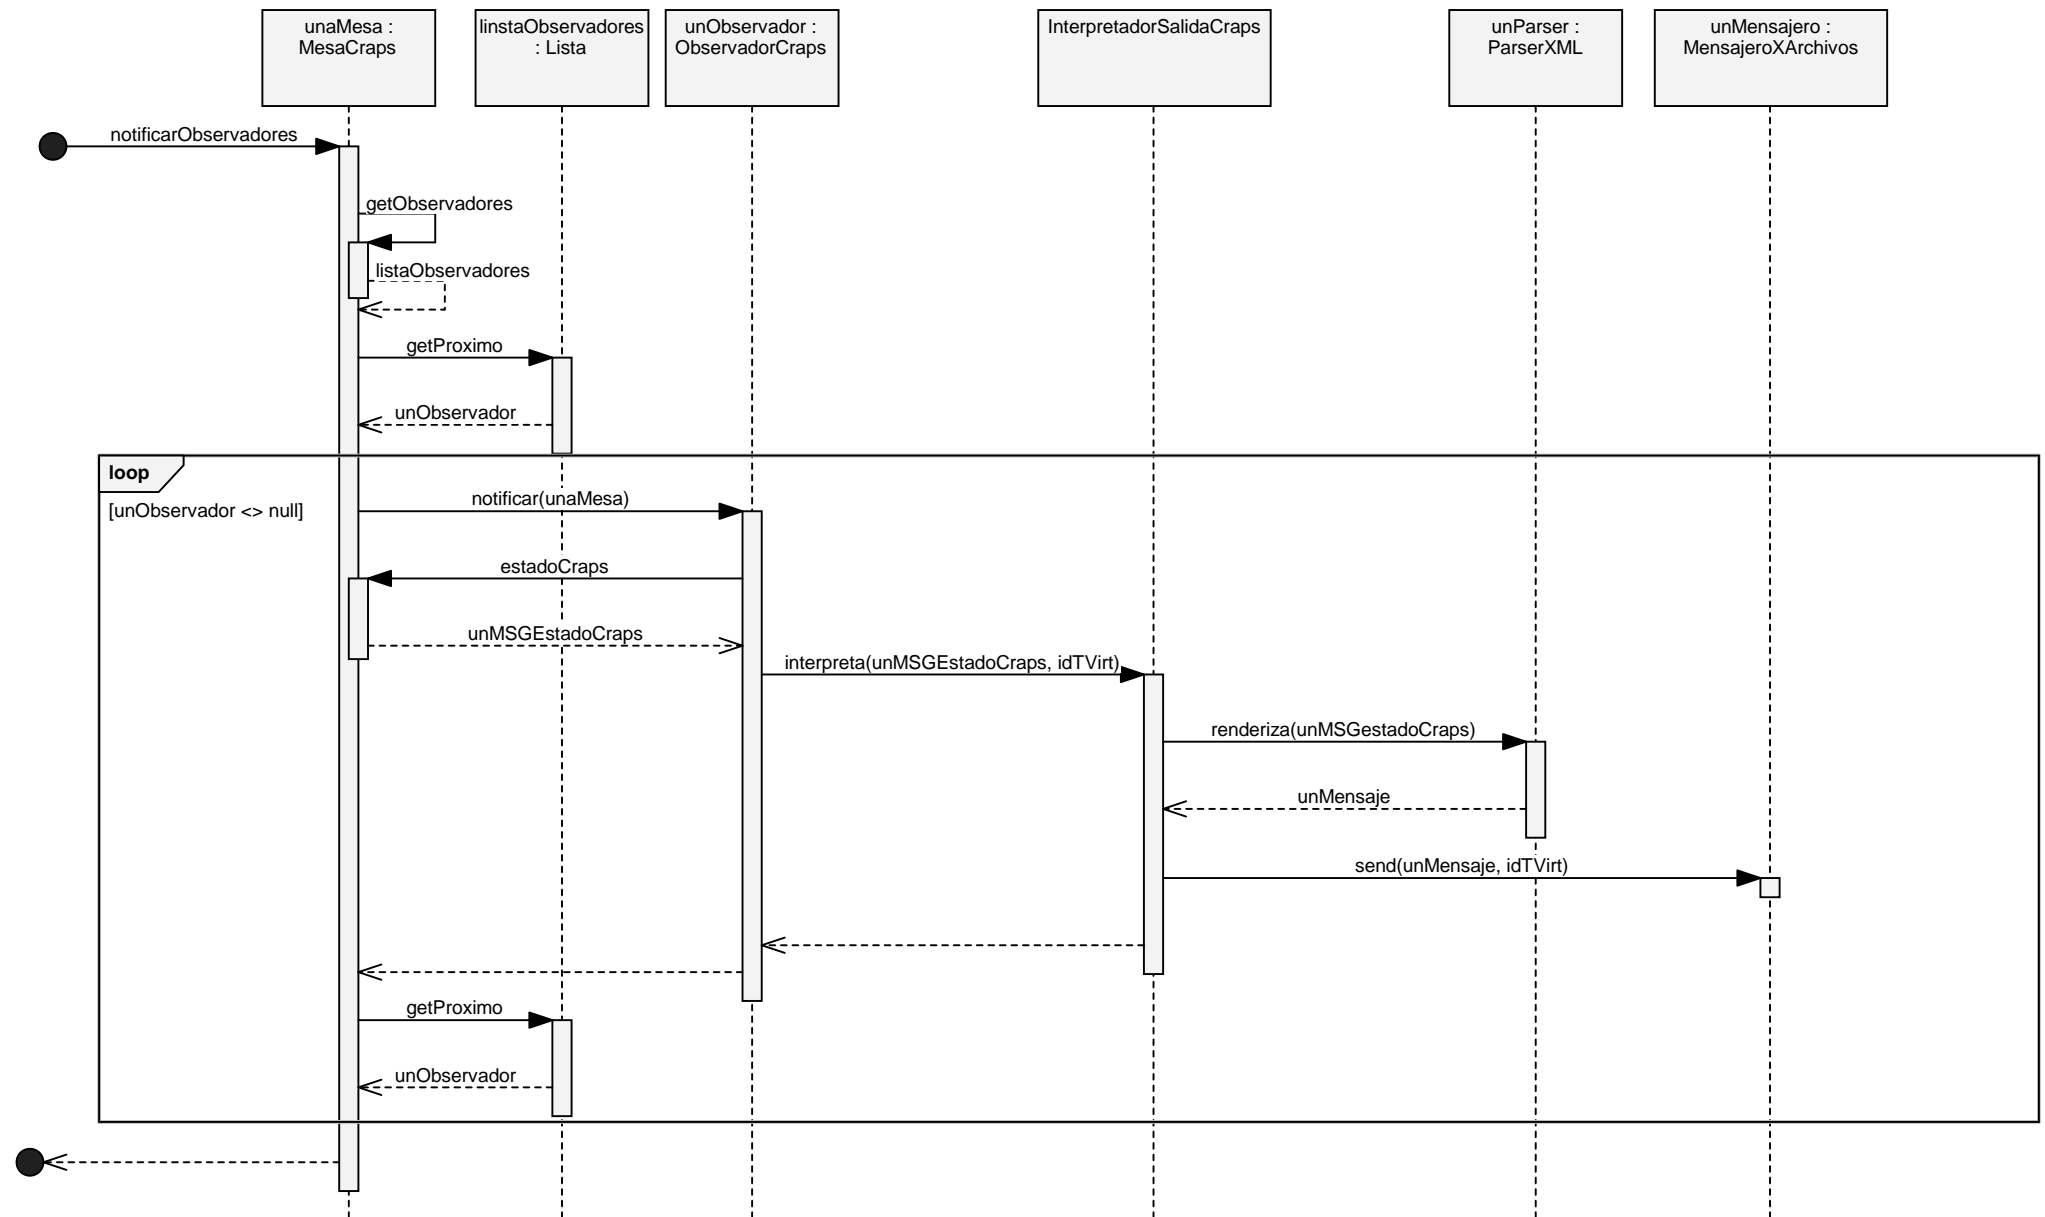 unaMesa :
MesaCraps
linstaObservadores
: Lista
unObservador :
ObservadorCraps
InterpretadorSalidaCraps
unParser :
ParserXML
unMensajero :
MensajeroXArchivos
notificarObservadores
getObservadores
listaObservadores
getProximo
unObservador
loop
[unObservador <> null]
notificar(unaMesa)
estadoCraps
unMSGEstadoCraps
interpreta(unMSGEstadoCraps, idTVirt)
renderiza(unMSGestadoCraps)
unMensaje
send(unMensaje, idTVirt)
getProximo
unObservador